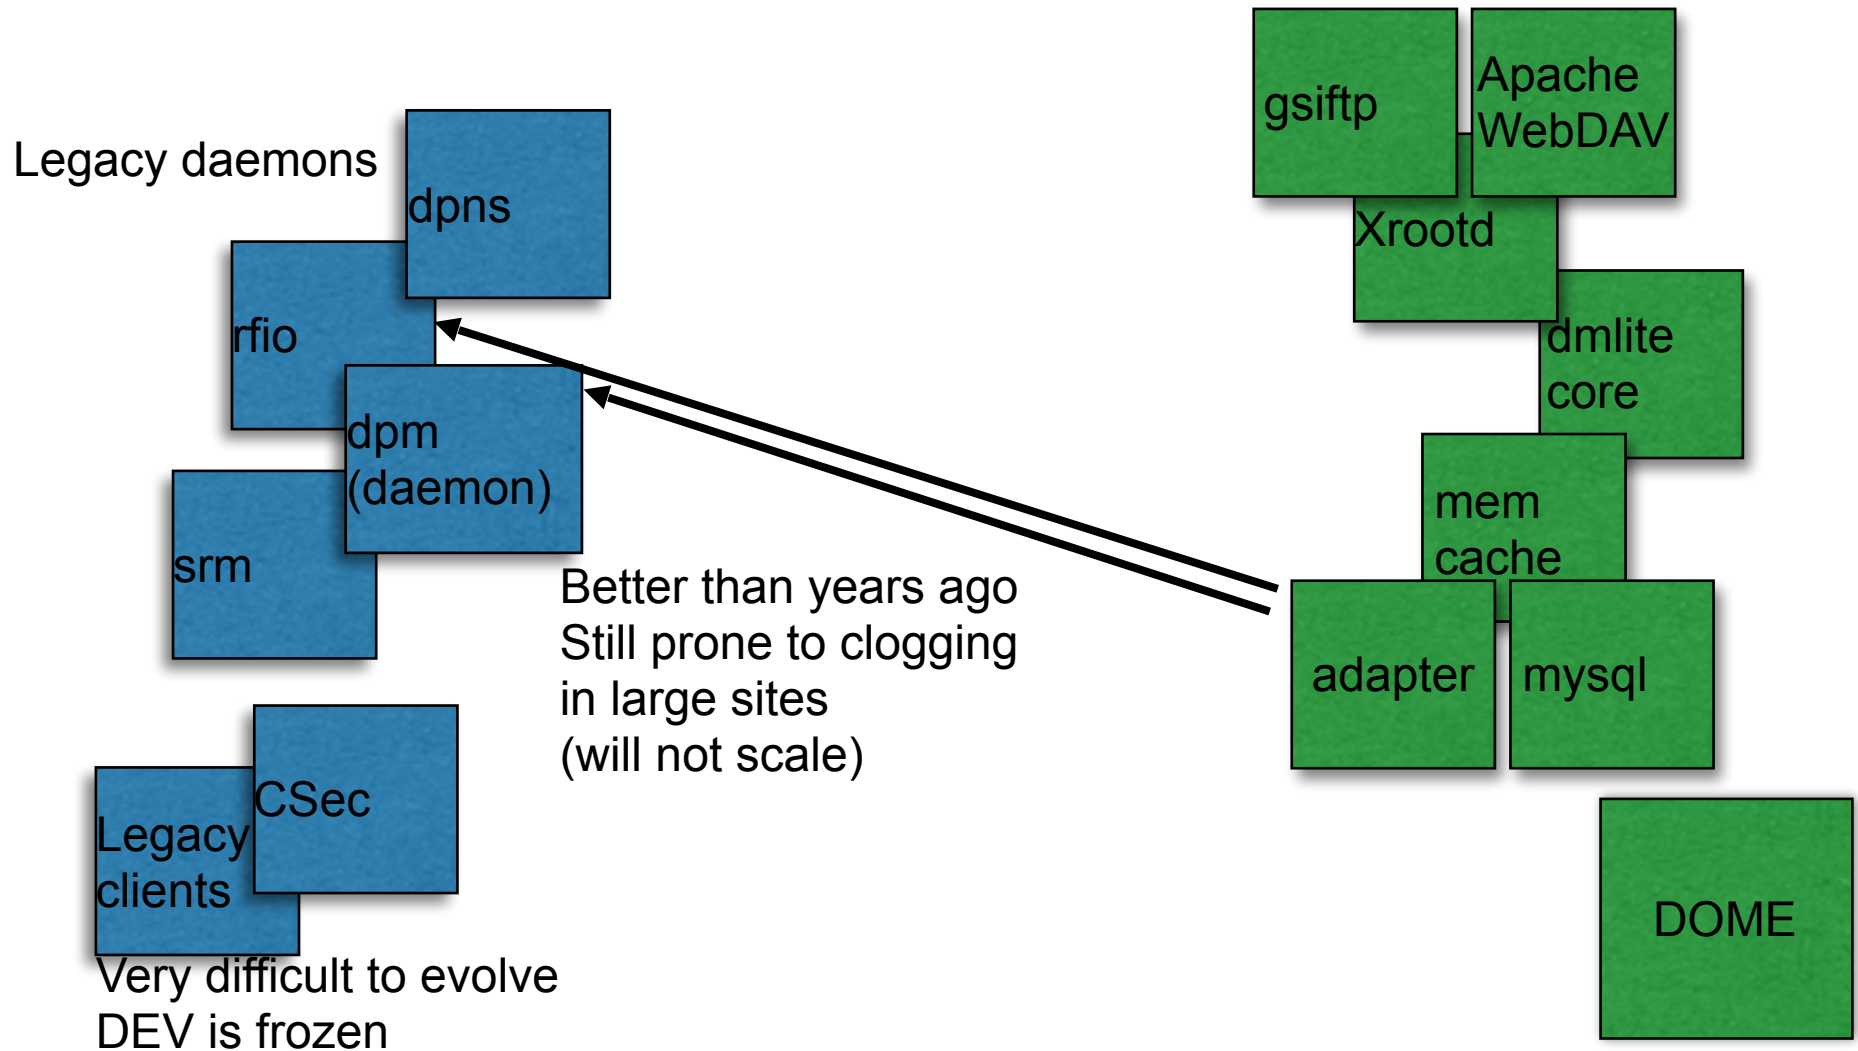 Legacy daemons
dpns
rfio
dpm
(daemon)
srm
CSec
Legacy
clients
Very difficult to evolve
DEV is frozen
Better than years ago
Still prone to clogging
in large sites
(will not scale)
gsiftp
Apache
WebDAV
Xrootd
dmlite
core
mem
cache
adapter
mysql
DOME